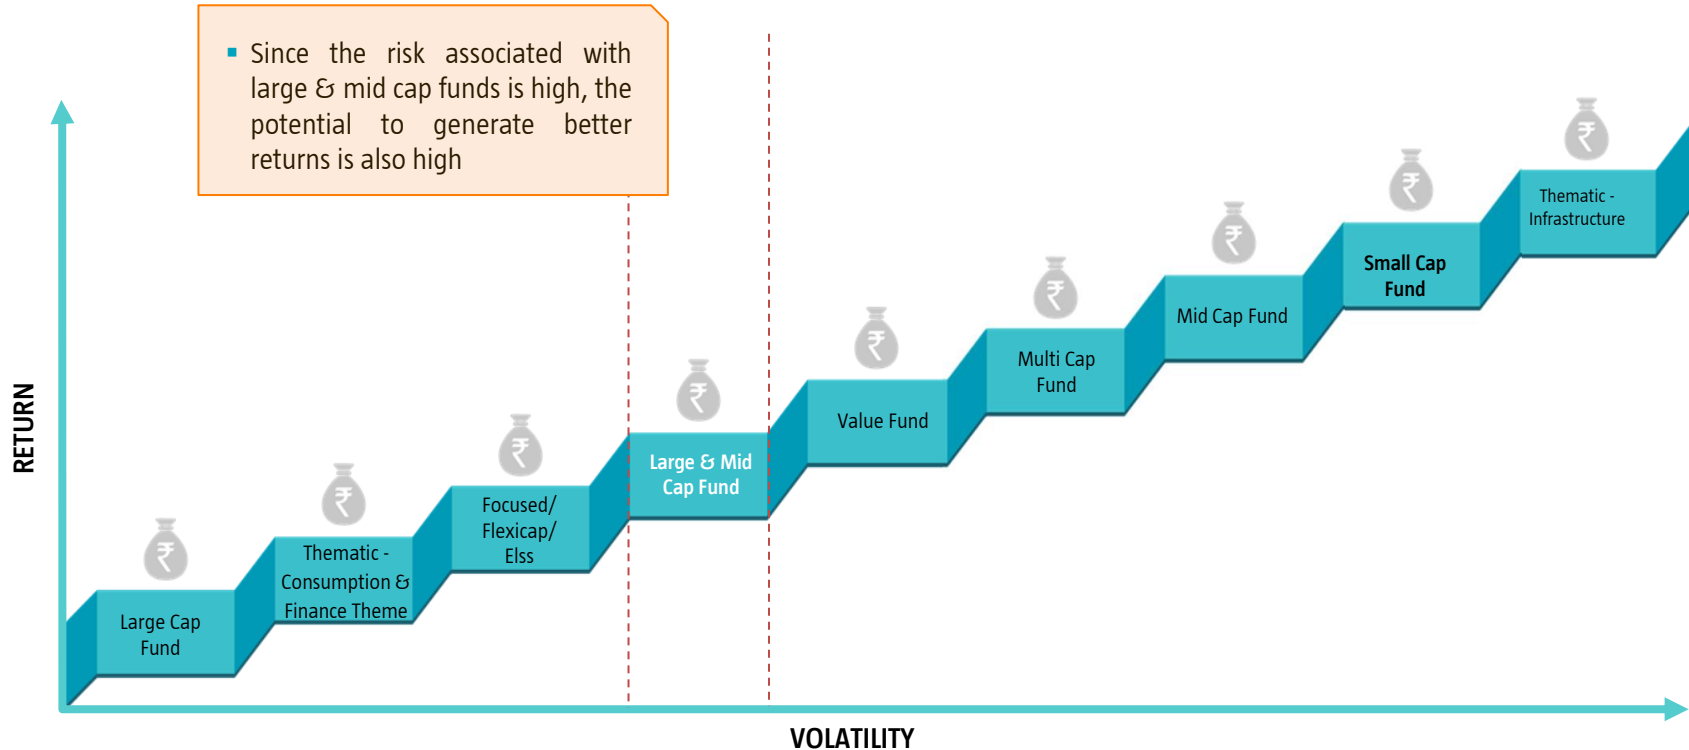 ▪ Since the risk associated with
large & mid cap funds is high, the
potential to generate better
returns is also high
RETURN
Large Cap
Fund
₹
Thematic -
Consumption &
Finance Theme
₹
Focused/
Flexicap/
Elss
₹
Large & Mid
Cap Fund
₹
Value Fund
₹
Multi Cap
Fund
₹
Mid Cap Fund
₹
Small Cap
Fund
₹
Thematic -
Infrastructure
₹
VOLATILITY